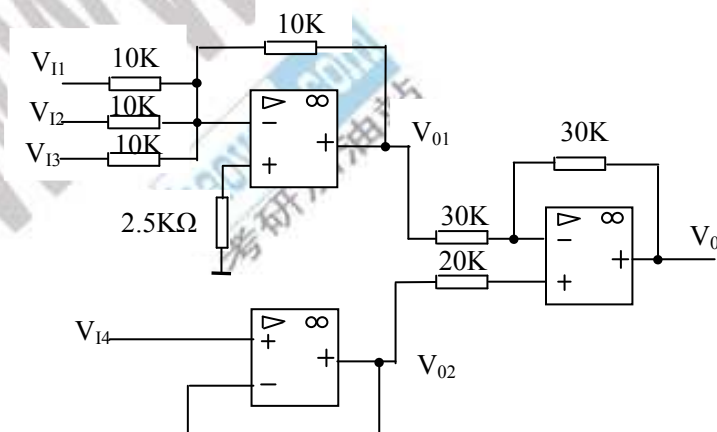 10K
V_I1
10K
V_I2
10K
V_I3
10K
▷ ∞
−
+
+
V_01
2.5KΩ
30K
30K
▷ ∞
−
+
+
V_0
20K
V_I4
▷ ∞
+
−
+
V_02